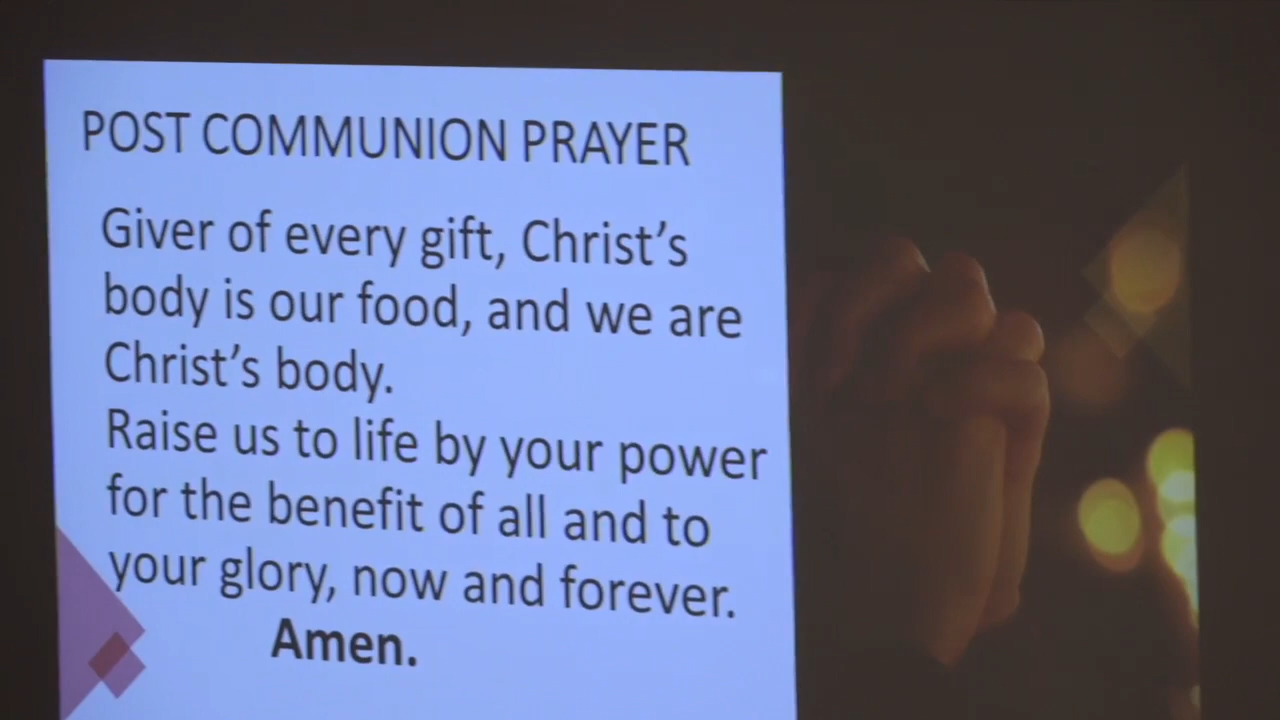 POST COMMUNION PRAYER
Giver of every gift, Christ’s
body is our food, and we are
Christ’s body.
Raise us to life by your power
for the benefit of all and to
your glory, now and forever.
Amen.